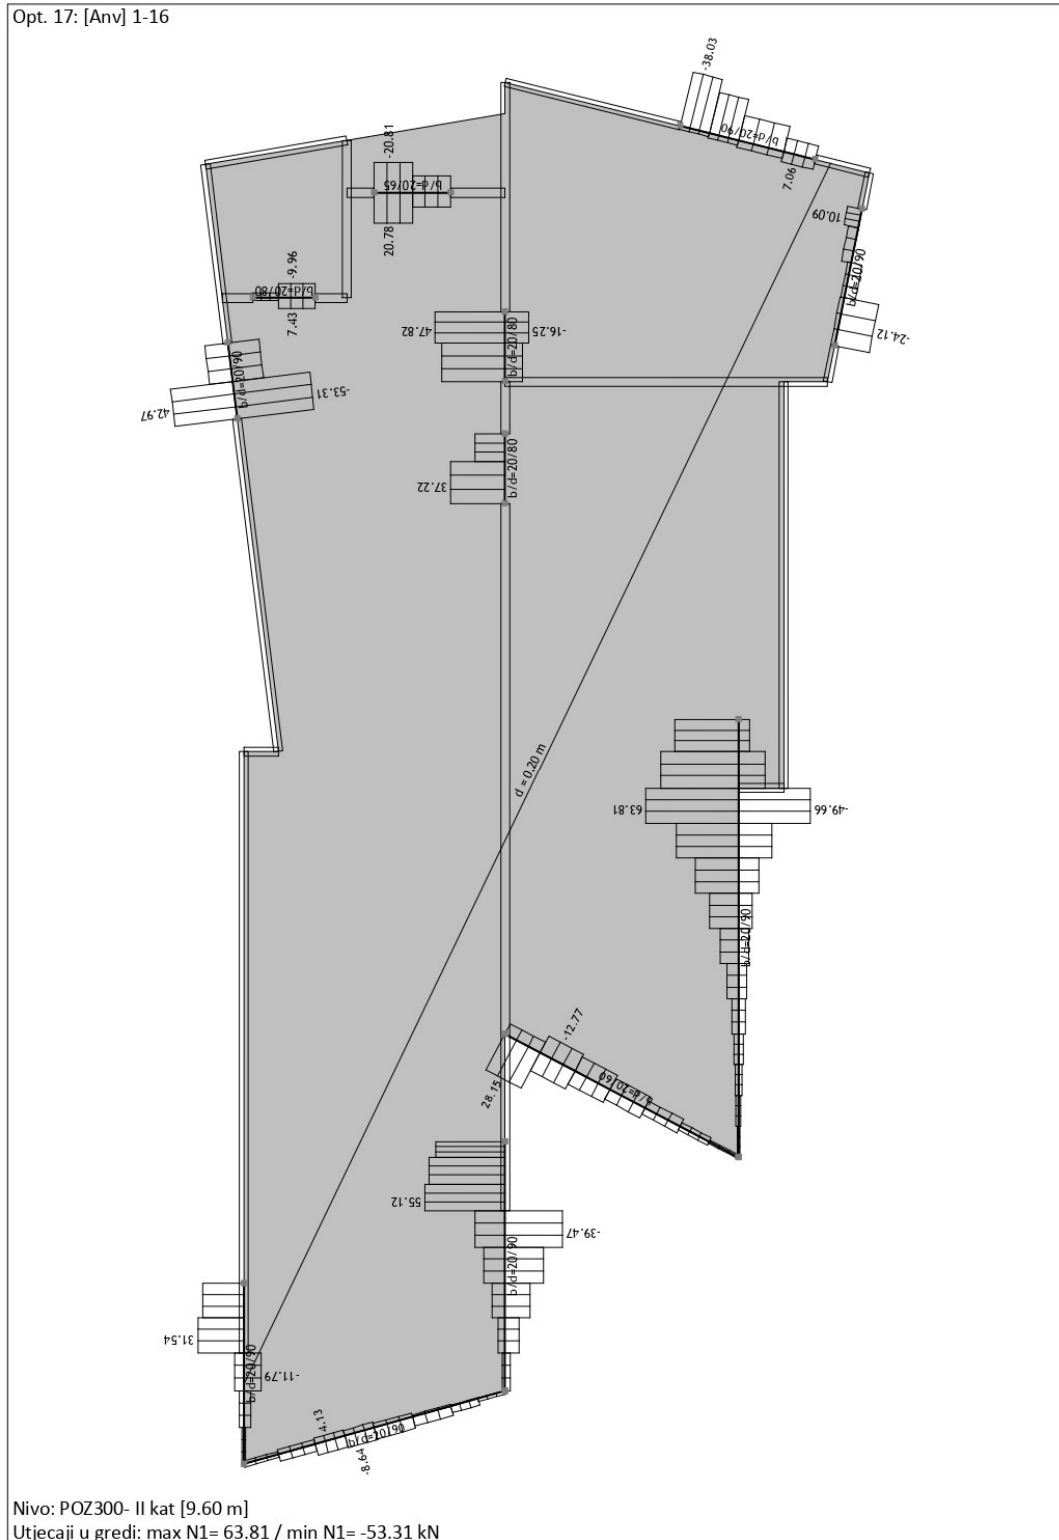 Opt. 17: [Anv] 1-16
-38.03
b/d=20/90
7.06
-20.81
b/d=20/65
20.78
10.09
b/d=20/90
-24.12
-9.96
b/d=20/80
7.43
47.82
-16.25
b/d=20/80
b/d=20/90
-53.31
42.97
b/d=20/80
37.22
d = 0.20 m
63.81
-49.66
b/d=20/90
-12.77
b/d=20/60
28.15
55.12
-39.47
b/d=20/90
31.54
-11.79
b/d=20/90
4.13
b/d=20/60
-8.64
Nivo: POZ300- II kat [9.60 m]
Utjecaji u gredi: max N1= 63.81 / min N1= -53.31 kN